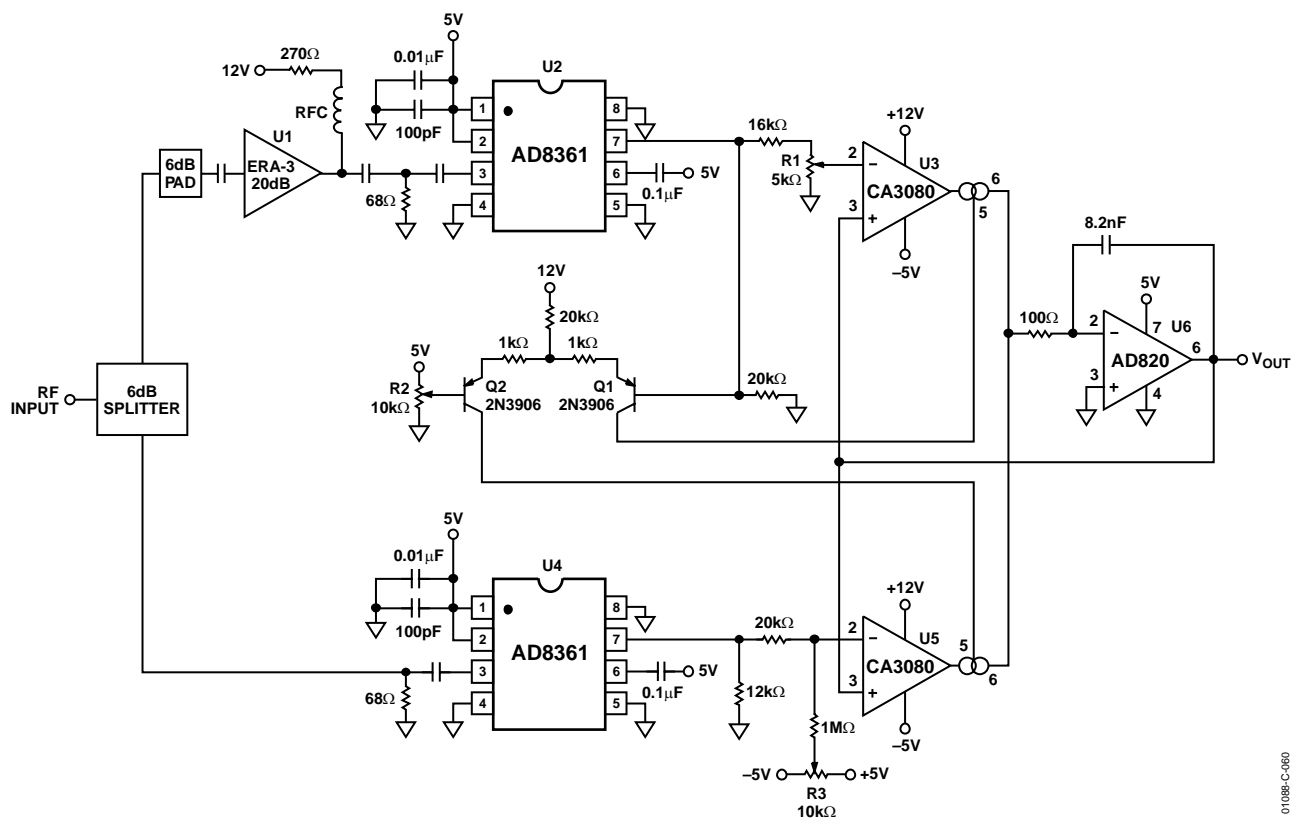 270Ω
12V
RFC
U1
ERA-3
20dB
6dB
PAD
68Ω
5V
0.01μF
100pF
U2
AD8361
1
2
3
4
8
7
6
5
0.1μF
5V
16kΩ
R1
5kΩ
+12V
2
3
U3
CA3080
6
5
–5V
8.2nF
100Ω
5V
2
7
U6
AD820
6
3
4
VOUT
RF
INPUT
6dB
SPLITTER
12V
20kΩ
1kΩ
1kΩ
5V
R2
10kΩ
Q2
2N3906
Q1
2N3906
20kΩ
5V
0.01μF
100pF
U4
AD8361
1
2
3
4
8
7
6
5
68Ω
0.1μF
5V
20kΩ
12kΩ
1MΩ
–5V
+5V
R3
10kΩ
+12V
2
3
U5
CA3080
5
6
–5V
01088-C-060